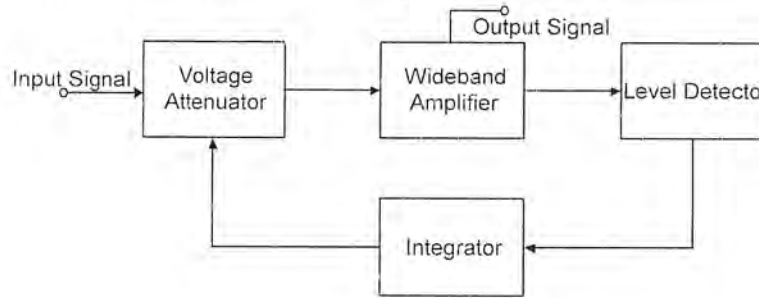 Output Signal
Input Signal
Voltage
Attenuator
Wideband
Amplifier
Level Detecto
Integrator